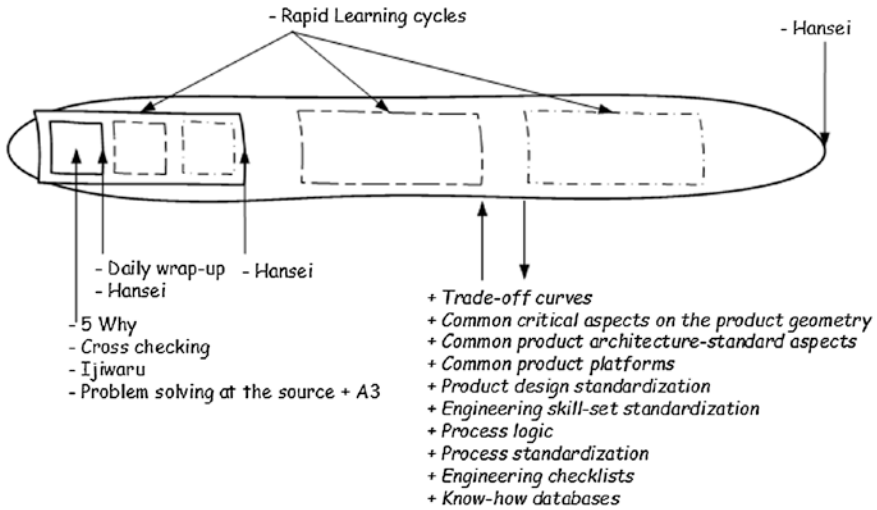 - Rapid Learning cycles
- Hansei
- Daily wrap-up
- Hansei
- Hansei
- 5 Why
- Cross checking
- Ijiwaru
- Problem solving at the source + A3
+ Trade-off curves
+ Common critical aspects on the product geometry
+ Common product architecture-standard aspects
+ Common product platforms
+ Product design standardization
+ Engineering skill-set standardization
+ Process logic
+ Process standardization
+ Engineering checklists
+ Know-how databases